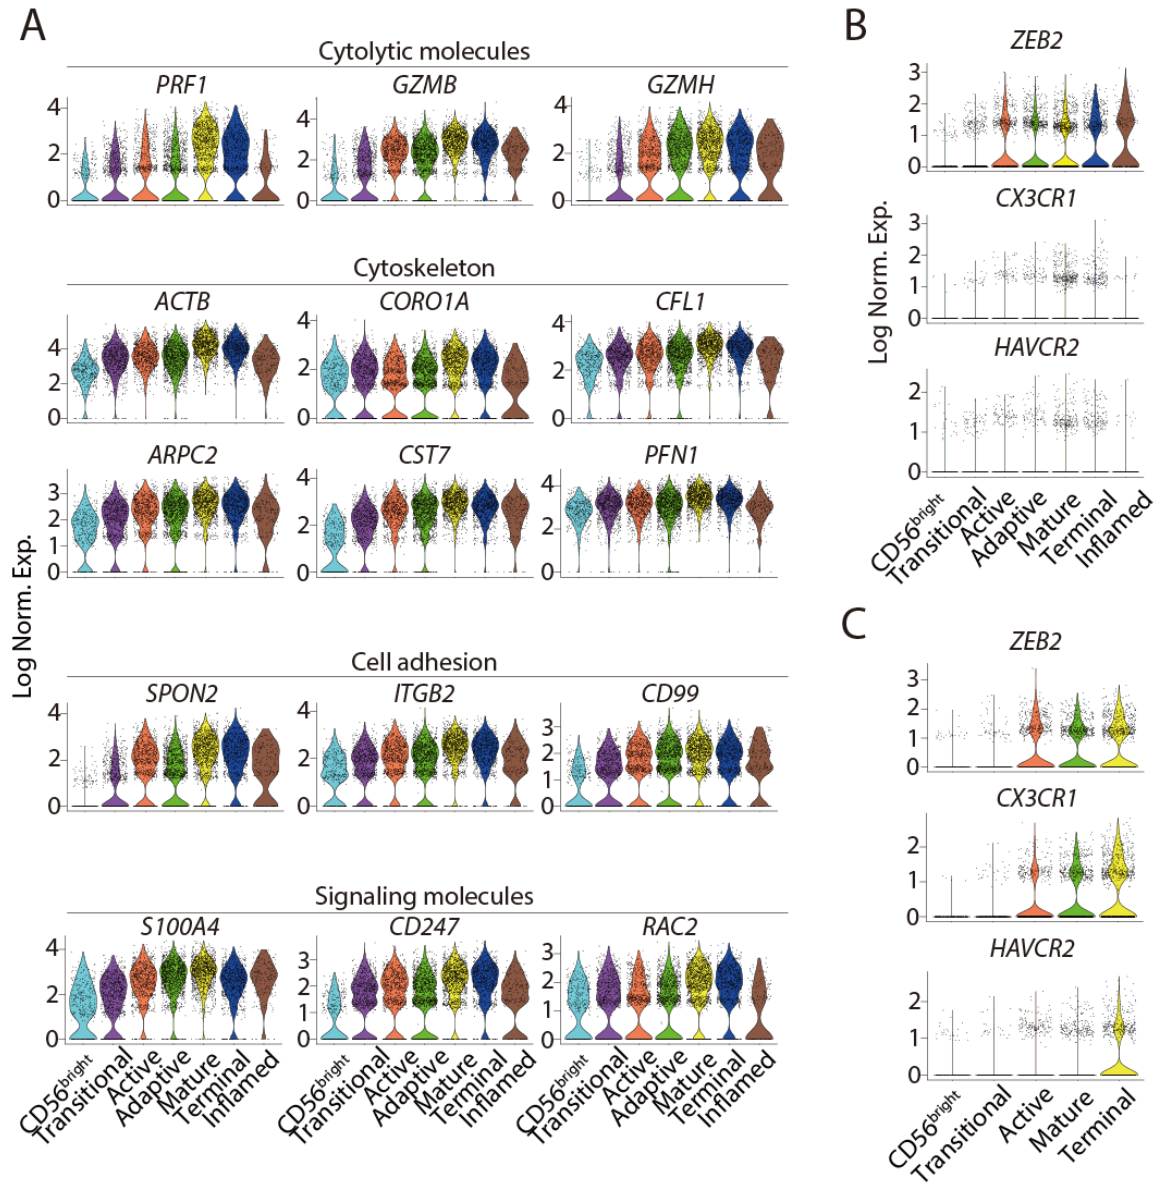 A
Cytolytic molecules
PRF1 GZMB GZMH
4 2 0
4 2 0
4 2 0
Cytoskeleton
ACTB CORO1A CFL1
4 2 0
4 2 0
4 2 0
ARPC2 CST7 PFN1
3 2 1 0
4 2 0
4 2 0
Log Norm. Exp.
Cell adhesion
SPON2 ITGB2 CD99
4 2 0
4 2 0
3 2 1 0
Signaling molecules
S100A4 CD247 RAC2
4 2 0
3 2 1 0
3 2 1 0
CD56bright Transitional Active Adaptive Mature Terminal Inflamed
CD56bright Transitional Active Adaptive Mature Terminal Inflamed
CD56bright Transitional Active Adaptive Mature Terminal Inflamed
B
ZEB2
3 2 1 0
CX3CR1
3 2 1 0
Log Norm. Exp.
HAVCR2
2 1 0
CD56bright Transitional Active Adaptive Mature Terminal Inflamed
C
ZEB2
3 2 1 0
CX3CR1
2 1 0
HAVCR2
2 1 0
CD56bright Transitional Active Mature Terminal